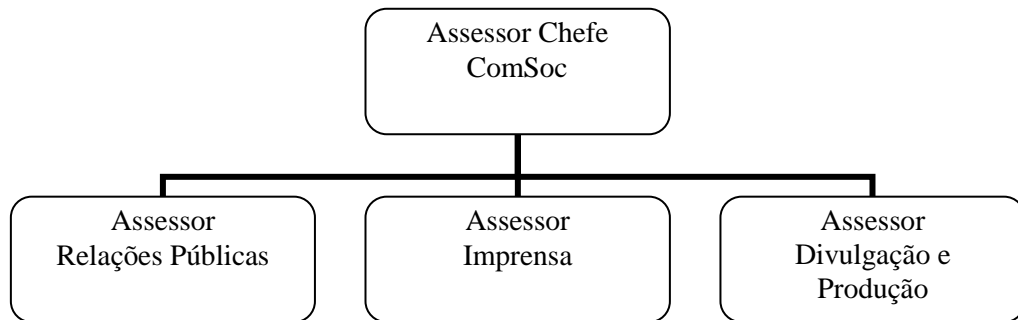 Assessor Chefe
ComSoc
Assessor
Relações Públicas
Assessor
Imprensa
Assessor
Divulgação e
Produção